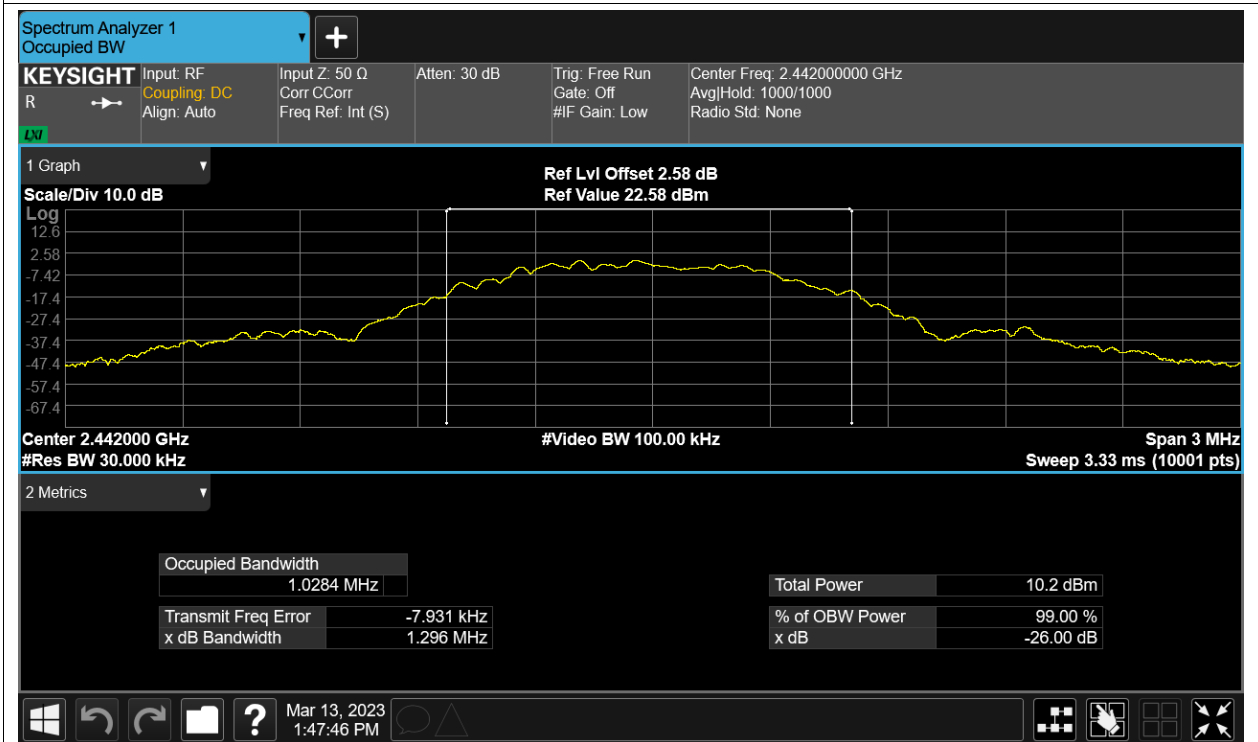 Spectrum Analyzer 1
Occupied BW
KEYSIGHT Input: RF Input Z: 50 Ω Atten: 30 dB Trig: Free Run Center Freq: 2.442000000 GHz
R Coupling: DC Corr CCorr Gate: Off Avg|Hold: 1000/1000
Align: Auto Freq Ref: Int (S) #IF Gain: Low Radio Std: None
LXI
1 Graph
Ref Lvl Offset 2.58 dB
Scale/Div 10.0 dB Ref Value 22.58 dBm
Log
12.6
2.58
-7.42
-17.4
-27.4
-37.4
-47.4
-57.4
-67.4
Center 2.442000 GHz #Video BW 100.00 kHz Span 3 MHz
#Res BW 30.000 kHz Sweep 3.33 ms (10001 pts)
2 Metrics
Occupied Bandwidth
1.0284 MHz Total Power 10.2 dBm
Transmit Freq Error -7.931 kHz % of OBW Power 99.00 %
x dB Bandwidth 1.296 MHz x dB -26.00 dB
? Mar 13, 2023
1:47:46 PM